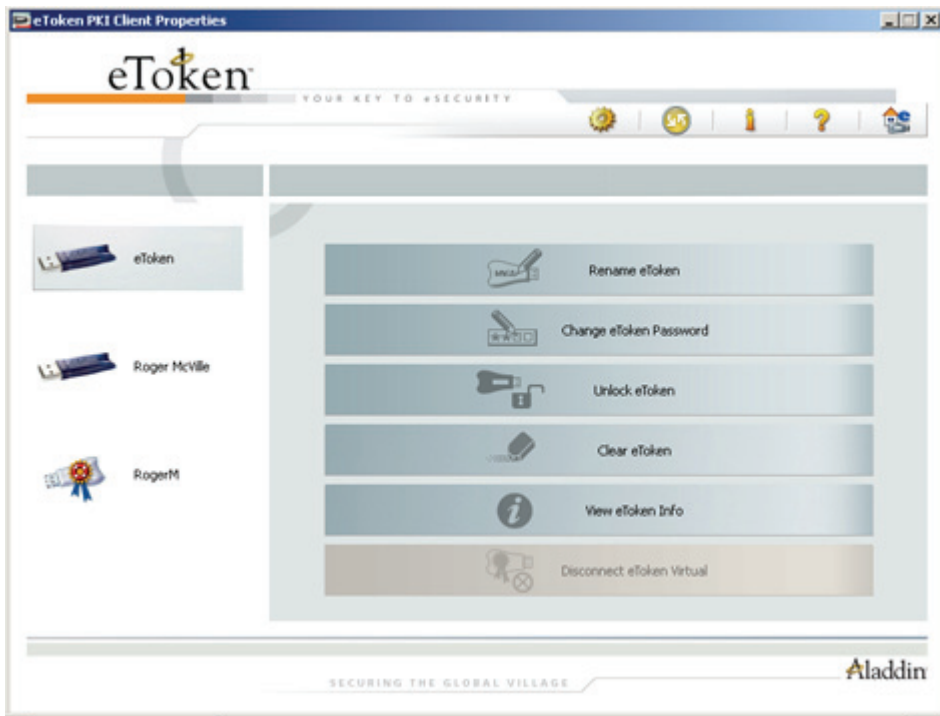 eToken PKI Client Properties
eToken
YOUR KEY TO eSECURITY
eToken
Roger McVille
RogerM
Rename eToken
Change eToken Password
Unlock eToken
Clear eToken
View eToken Info
Disconnect eToken Virtual
SECURING THE GLOBAL VILLAGE
Aladdin